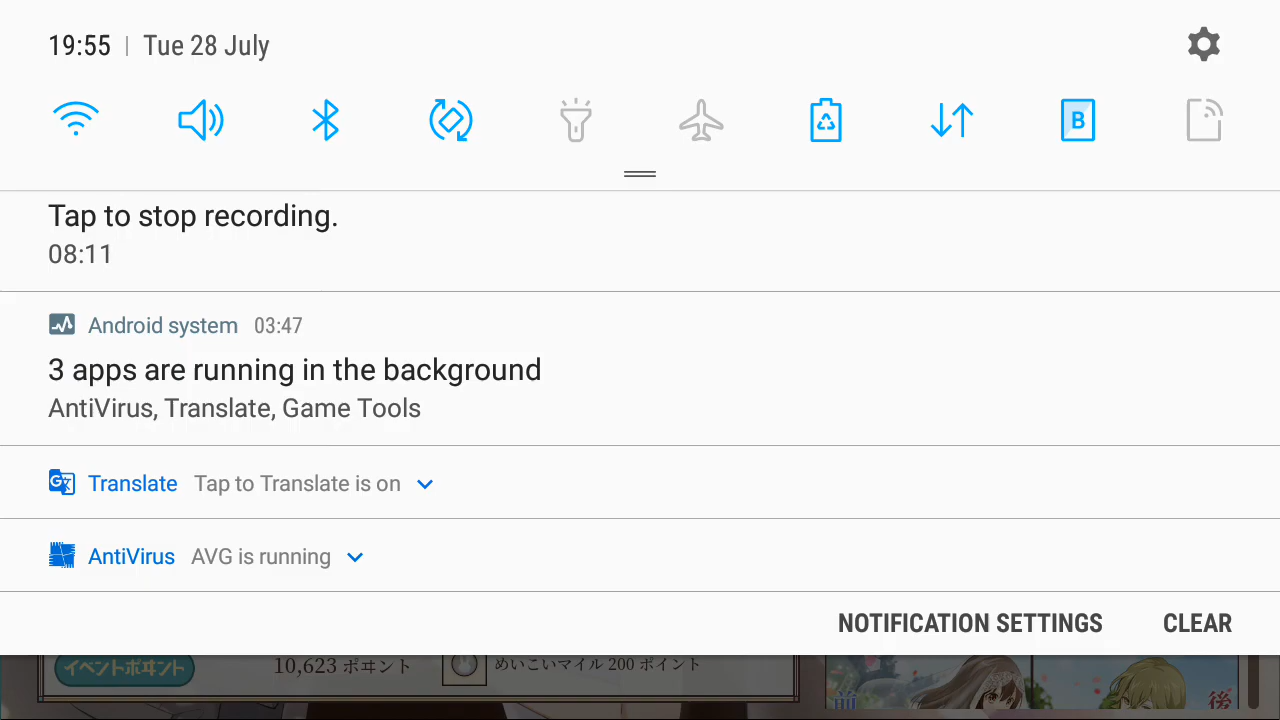 19:55 | Tue 28 July
B
Tap to stop recording.
08:11
Android system 03:47
3 apps are running in the background
AntiVirus, Translate, Game Tools
G Translate Tap to Translate is on
AntiVirus AVG is running
NOTIFICATION SETTINGS CLEAR
イベントポヰント 10,623 ポヰント めいこいマイル 200 ポイント
後